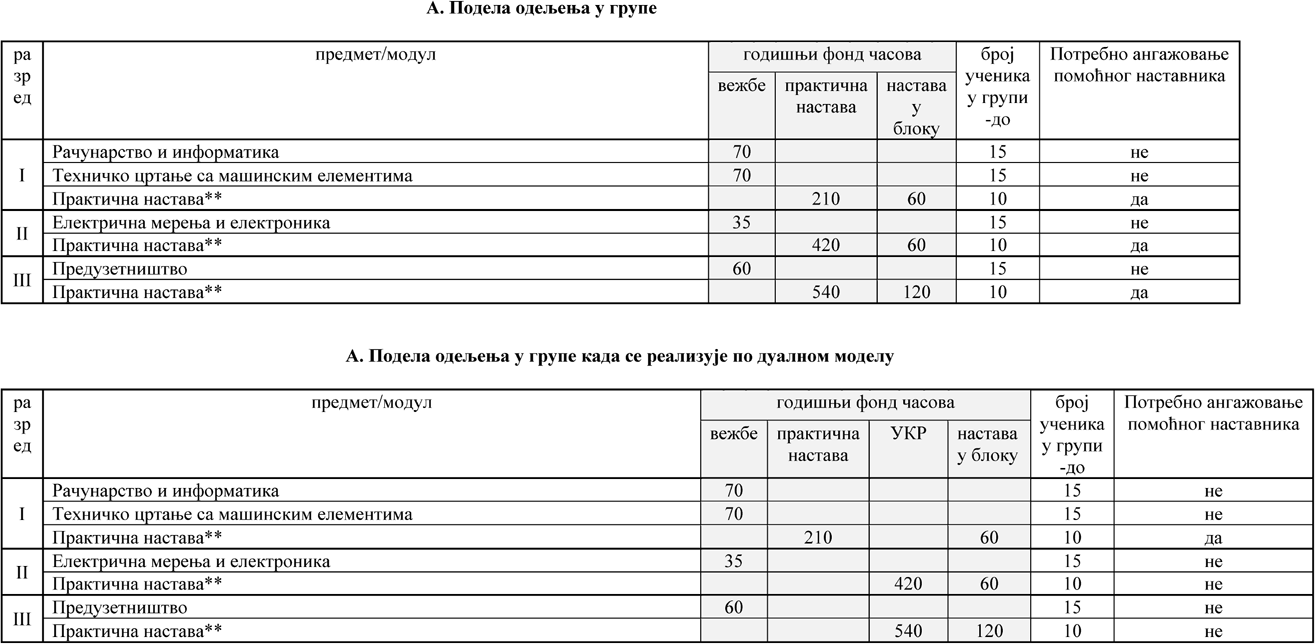 А. Подела одељења у групе
ра
зр
ед
предмет/модул
годишњи фонд часова
број
ученика
у групи
-до
Потребно ангажовање
помоћног наставника
вежбе
практична
настава
настава
у
блоку
I
Рачунарство и информатика 70 15 не
Техничко цртање са машинским елементима 70 15 не
Практична настава** 210 60 10 да
II
Електрична мерења и електроника 35 15 не
Практична настава** 420 60 10 да
III
Предузетништво 60 15 не
Практична настава** 540 120 10 да
А. Подела одељења у групе када се реализује по дуалном моделу
ра
зр
ед
предмет/модул
годишњи фонд часова
број
ученика
у групи
-до
Потребно ангажовање
помоћног наставника
вежбе
практична
настава
УКР
настава
у блоку
I
Рачунарство и информатика 70 15 не
Техничко цртање са машинским елементима 70 15 не
Практична настава** 210 60 10 да
II
Електрична мерења и електроника 35 15 не
Практична настава** 420 60 10 не
III
Предузетништво 60 15 не
Практична настава** 540 120 10 не